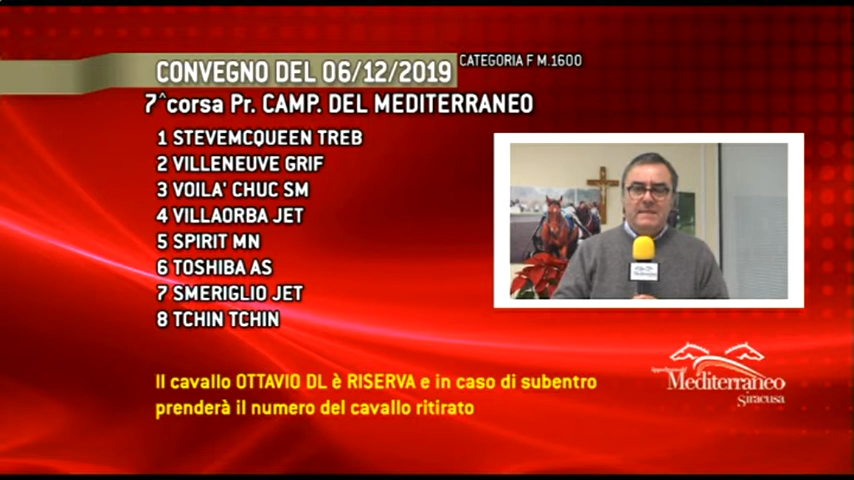 CONVEGNO DEL 06/12/2019
CATEGORIA F M.1600
7^corsa Pr. CAMP. DEL MEDITERRANEO
1 STEVEMCQUEEN TREB
2 VILLENEUVE GRIF
3 VOILA' CHUC SM
4 VILLAORBA JET
5 SPIRIT MN
6 TOSHIBA AS
7 SMERIGLIO JET
8 TCHIN TCHIN
Il cavallo OTTAVIO DL è RISERVA e in caso di subentro
prenderà il numero del cavallo ritirato
Mediterraneo
Siracusa